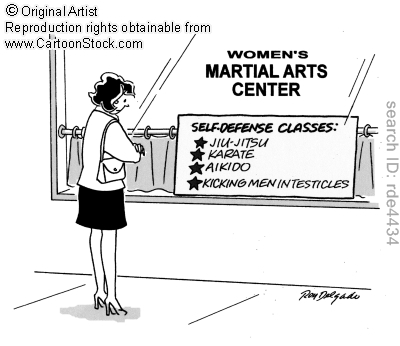 © Original Artist
Reproduction rights obtainable from
www.CartoonStock.com
WOMEN'S
MARTIAL ARTS
CENTER
SELF-DEFENSE CLASSES:
★ JIU-JITSU
★ KARATE
★ AIKIDO
★ KICKING MEN IN TESTICLES
search ID: rde4434
Roy Delgado